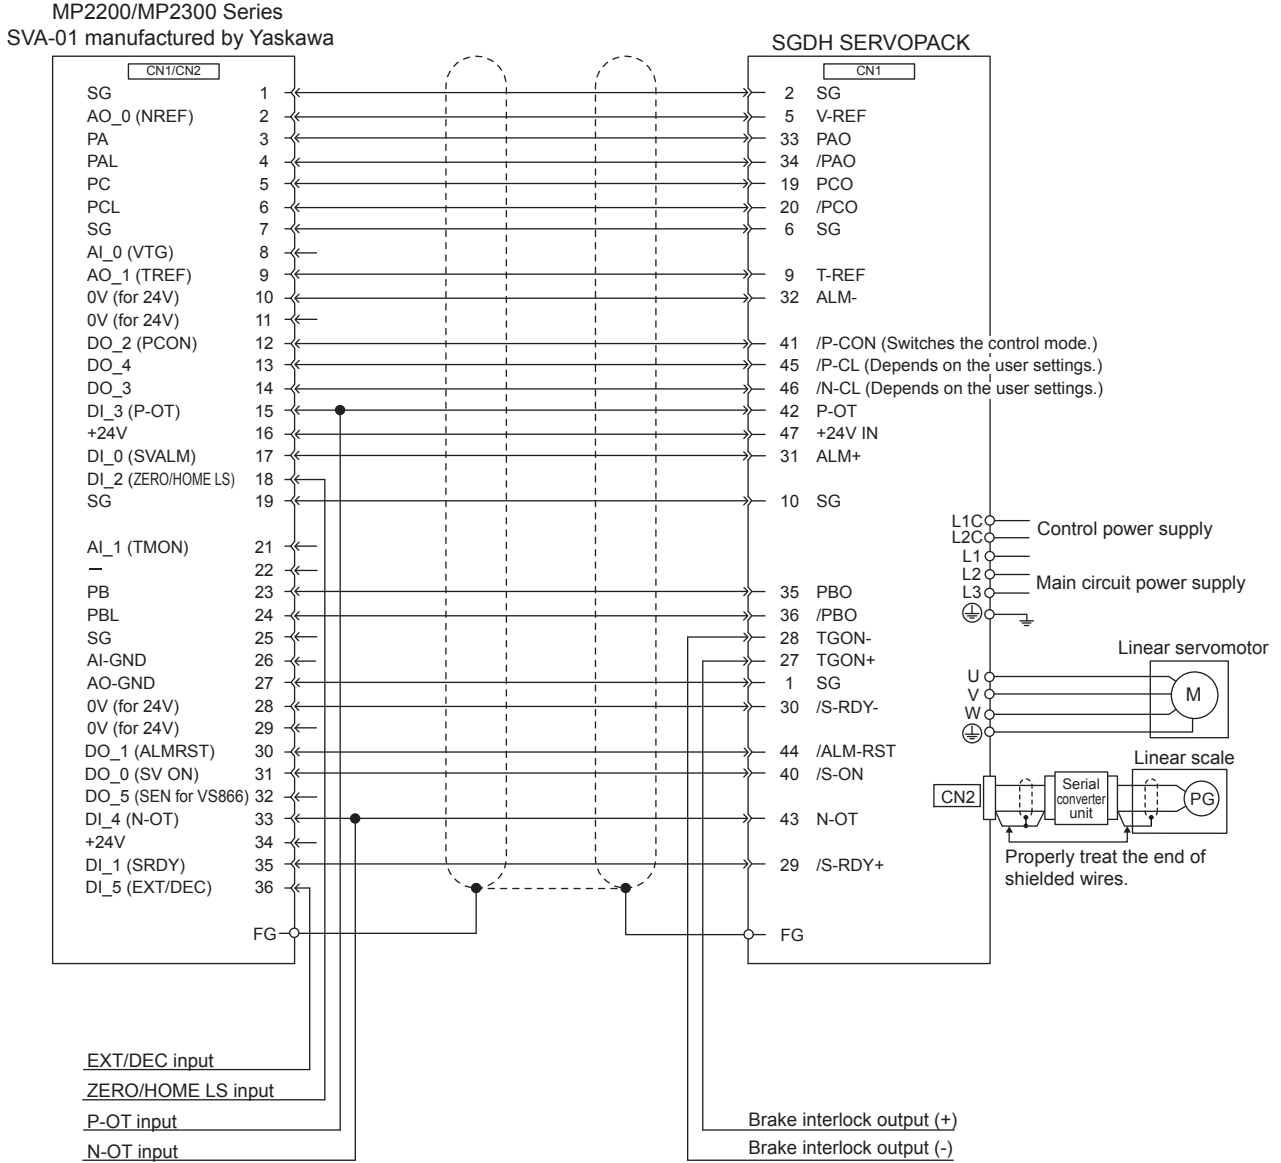 MP2200/MP2300 Series
SVA-01 manufactured by Yaskawa
SGDH SERVOPACK
CN1/CN2
CN1
SG 1 2 SG
AO_0 (NREF) 2 5 V-REF
PA 3 33 PAO
PAL 4 34 /PAO
PC 5 19 PCO
PCL 6 20 /PCO
SG 7 6 SG
AI_0 (VTG) 8
AO_1 (TREF) 9 9 T-REF
0V (for 24V) 10 32 ALM-
0V (for 24V) 11
DO_2 (PCON) 12 41 /P-CON (Switches the control mode.)
DO_4 13 45 /P-CL (Depends on the user settings.)
DO_3 14 46 /N-CL (Depends on the user settings.)
DI_3 (P-OT) 15 42 P-OT
+24V 16 47 +24V IN
DI_0 (SVALM) 17 31 ALM+
DI_2 (ZERO/HOME LS) 18
SG 19 10 SG
AI_1 (TMON) 21
– 22
PB 23 35 PBO
PBL 24 36 /PBO
SG 25 28 TGON-
AI-GND 26 27 TGON+
AO-GND 27 1 SG
0V (for 24V) 28 30 /S-RDY-
0V (for 24V) 29
DO_1 (ALMRST) 30 44 /ALM-RST
DO_0 (SV ON) 31 40 /S-ON
DO_5 (SEN for VS866) 32
DI_4 (N-OT) 33 43 N-OT
+24V 34
DI_1 (SRDY) 35 29 /S-RDY+
DI_5 (EXT/DEC) 36
FG FG
L1C
L2C
Control power supply
L1
L2
L3
Main circuit power supply
Linear servomotor
U
V
W
M
Linear scale
CN2
Serial
converter
unit
PG
Properly treat the end of
shielded wires.
EXT/DEC input
ZERO/HOME LS input
P-OT input
N-OT input
Brake interlock output (+)
Brake interlock output (-)